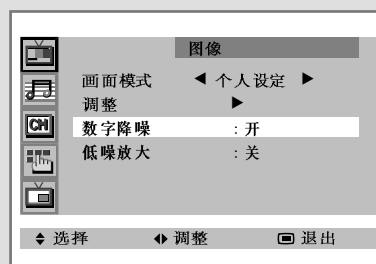 图像
画面模式 ◀ 个人设定 ▶
调整 ▶
数字降噪 : 开
CH
低噪放大 : 关
选择 调整 退出